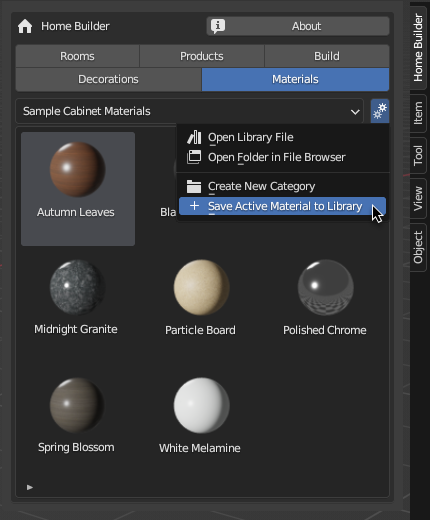 Home Builder
About
Rooms
Products
Build
Decorations
Materials
Sample Cabinet Materials
Open Library File
Open Folder in File Browser
Create New Category
Save Active Material to Library
Autumn Leaves
Bla
Midnight Granite
Particle Board
Polished Chrome
Spring Blossom
White Melamine
Home Builder
Item
Tool
View
Object